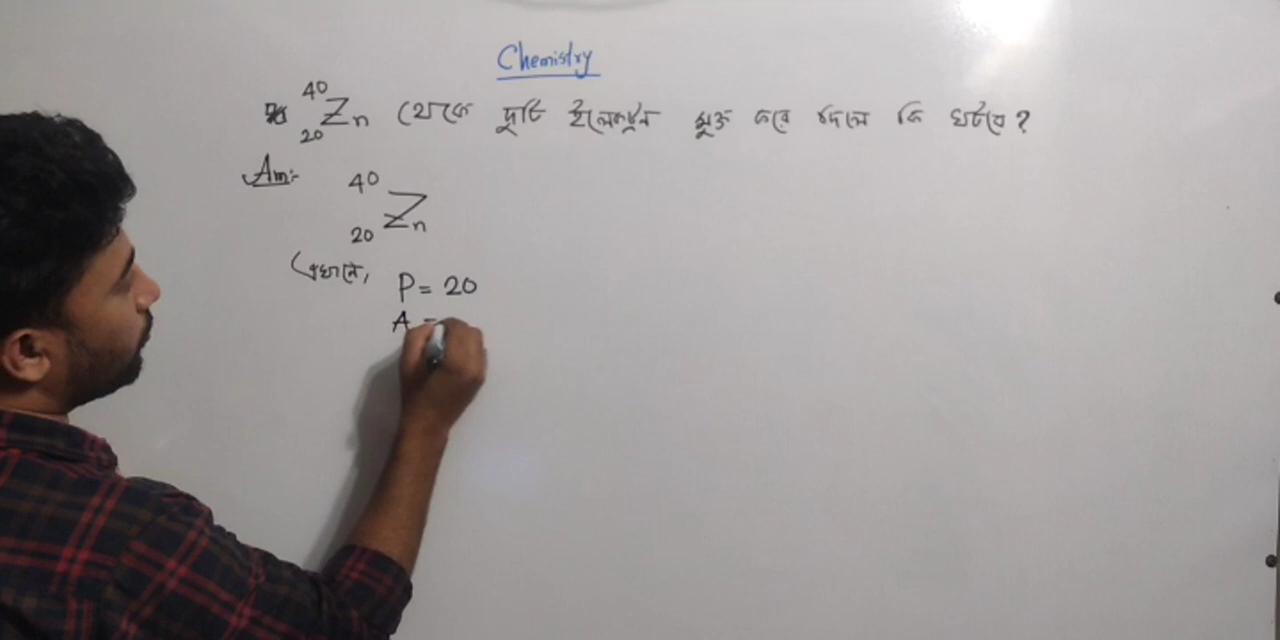 Chemistry
⁴⁰₂₀Zn থেকে দুটি ইলেকট্রন মুক্ত করে দিলে কি ঘটবে?
Ans:- ⁴⁰₂₀Zn
এখানে, P = 20
A =